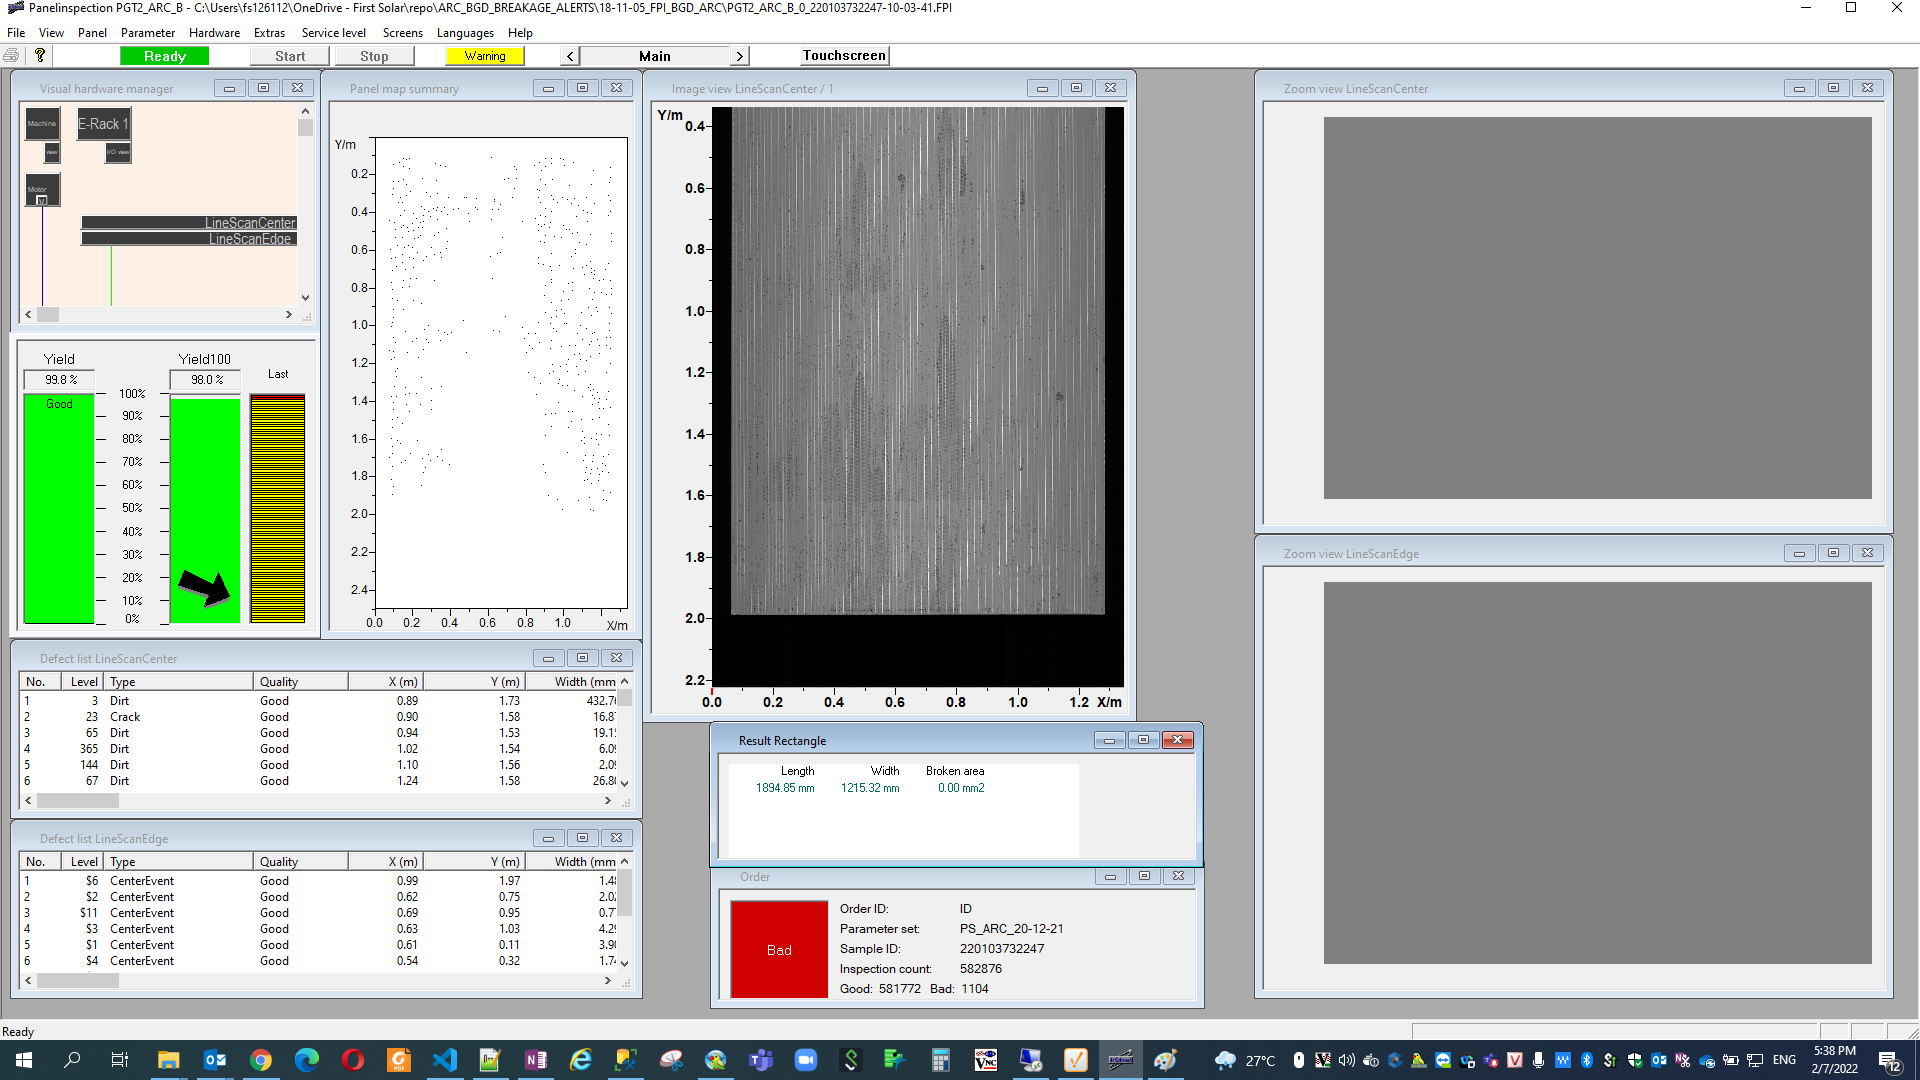 Panelinspection PGT2_ARC_B - C:\Users\fs126112\OneDrive - First Solar\repo\ARC_BGD_BREAKAGE_ALERTS\18-11-05_FPI_BGD_ARC\PGT2_ARC_B_0_220103732247-10-03-41.FPI
File View Panel Parameter Hardware Extras Service level Screens Languages Help
Ready Start Stop Warning < Main > Touchscreen
Visual hardware manager
Machine E-Rack 1
view I/O view
Motor
LineScanCenter
LineScanEdge
Yield Yield100 Last
99.8 % 98.0 %
Good
100%
90%
80%
70%
60%
50%
40%
30%
20%
10%
0%
Panel map summary
Y/m
0.2
0.4
0.6
0.8
1.0
1.2
1.4
1.6
1.8
2.0
2.2
2.4
0.0 0.2 0.4 0.6 0.8 1.0 X/m
Image view LineScanCenter / 1
Y/m
0.4
0.6
0.8
1.0
1.2
1.4
1.6
1.8
2.0
2.2
0.0 0.2 0.4 0.6 0.8 1.0 1.2 X/m
Zoom view LineScanCenter
Zoom view LineScanEdge
Defect list LineScanCenter
No. Level Type Quality X (m) Y (m) Width (mm
1 3 Dirt Good 0.89 1.73 432.7
2 23 Crack Good 0.90 1.58 16.8
3 65 Dirt Good 0.94 1.53 19.1
4 365 Dirt Good 1.02 1.54 6.0
5 144 Dirt Good 1.10 1.56 2.0
6 67 Dirt Good 1.24 1.58 26.8
Defect list LineScanEdge
No. Level Type Quality X (m) Y (m) Width (mm
1 $6 CenterEvent Good 0.99 1.97 1.4
2 $2 CenterEvent Good 0.62 0.75 2.0
3 $11 CenterEvent Good 0.69 0.95 0.7
4 $3 CenterEvent Good 0.63 1.03 4.2
5 $1 CenterEvent Good 0.61 0.11 3.9
6 $4 CenterEvent Good 0.54 0.32 1.7
Result Rectangle
Length Width Broken area
1894.85 mm 1215.32 mm 0.00 mm2
Order
Bad
Order ID: ID
Parameter set: PS_ARC_20-12-21
Sample ID: 220103732247
Inspection count: 582876
Good: 581772 Bad: 1104
Ready
27°C ENG 5:38 PM
2/7/2022
12